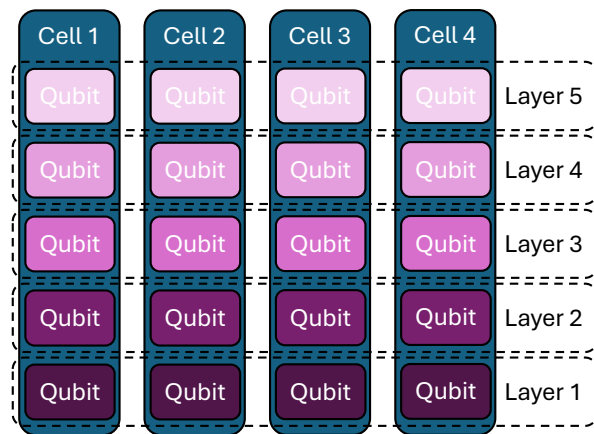 Cell 1 Cell 2 Cell 3 Cell 4
Qubit Qubit Qubit Qubit Layer 5
Qubit Qubit Qubit Qubit Layer 4
Qubit Qubit Qubit Qubit Layer 3
Qubit Qubit Qubit Qubit Layer 2
Qubit Qubit Qubit Qubit Layer 1